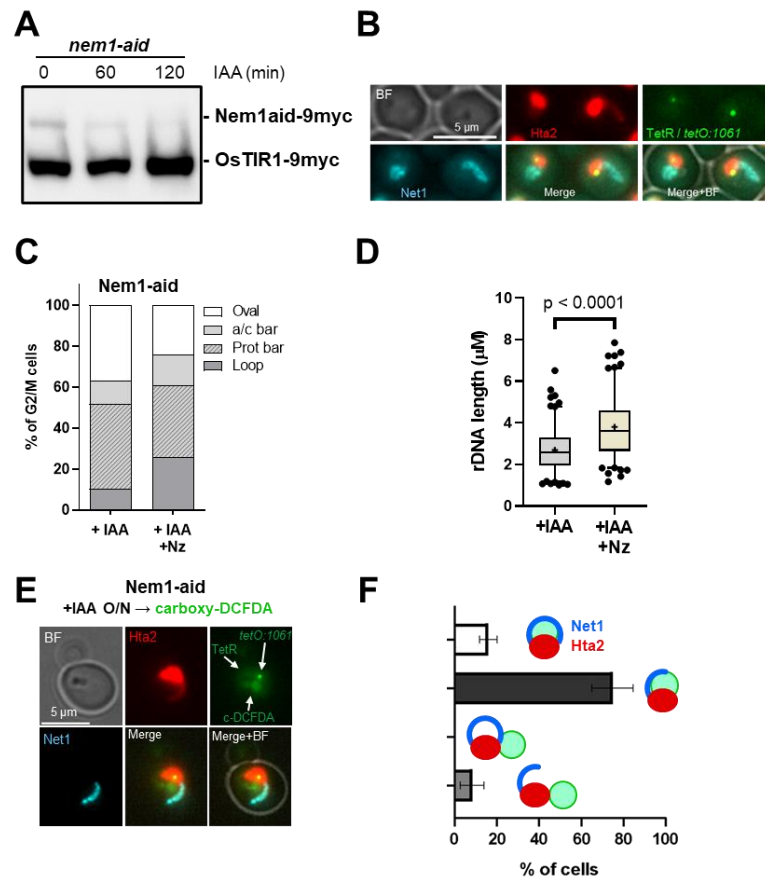 A
nem1-aid
0 60 120 IAA (min)
- Nem1aid-9myc
- OsTIR1-9myc
B
BF
5 µm
Hta2
TetR / tetO:1061
Net1
Merge
Merge+BF
C
Nem1-aid
% of G2/M cells
100
80
60
40
20
0
+ IAA
+ IAA
+Nz
Oval
a/c bar
Prot bar
Loop
D
p < 0.0001
rDNA length (µM)
10
8
6
4
2
0
+IAA
+IAA
+Nz
E
Nem1-aid
+IAA O/N → carboxy-DCFDA
BF
5 µm
Hta2
tetO:1061
TetR
c-DCFDA
Net1
Merge
Merge+BF
F
Net1
Hta2
0 20 40 60 80 100
% of cells